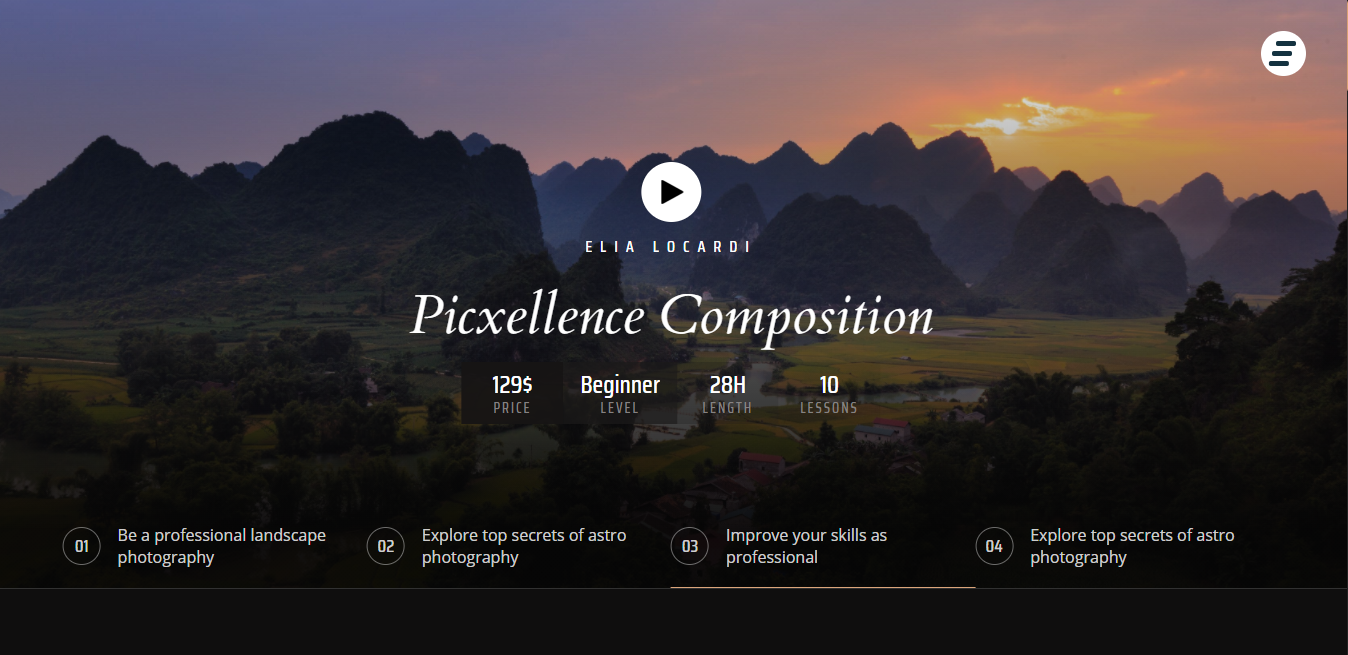 ELIA LOCARDI
Picxellence Composition
129$ Beginner 28H 10
PRICE LEVEL LENGTH LESSONS
01 Be a professional landscape
photography
02 Explore top secrets of astro
photography
03 Improve your skills as
professional
04 Explore top secrets of astro
photography